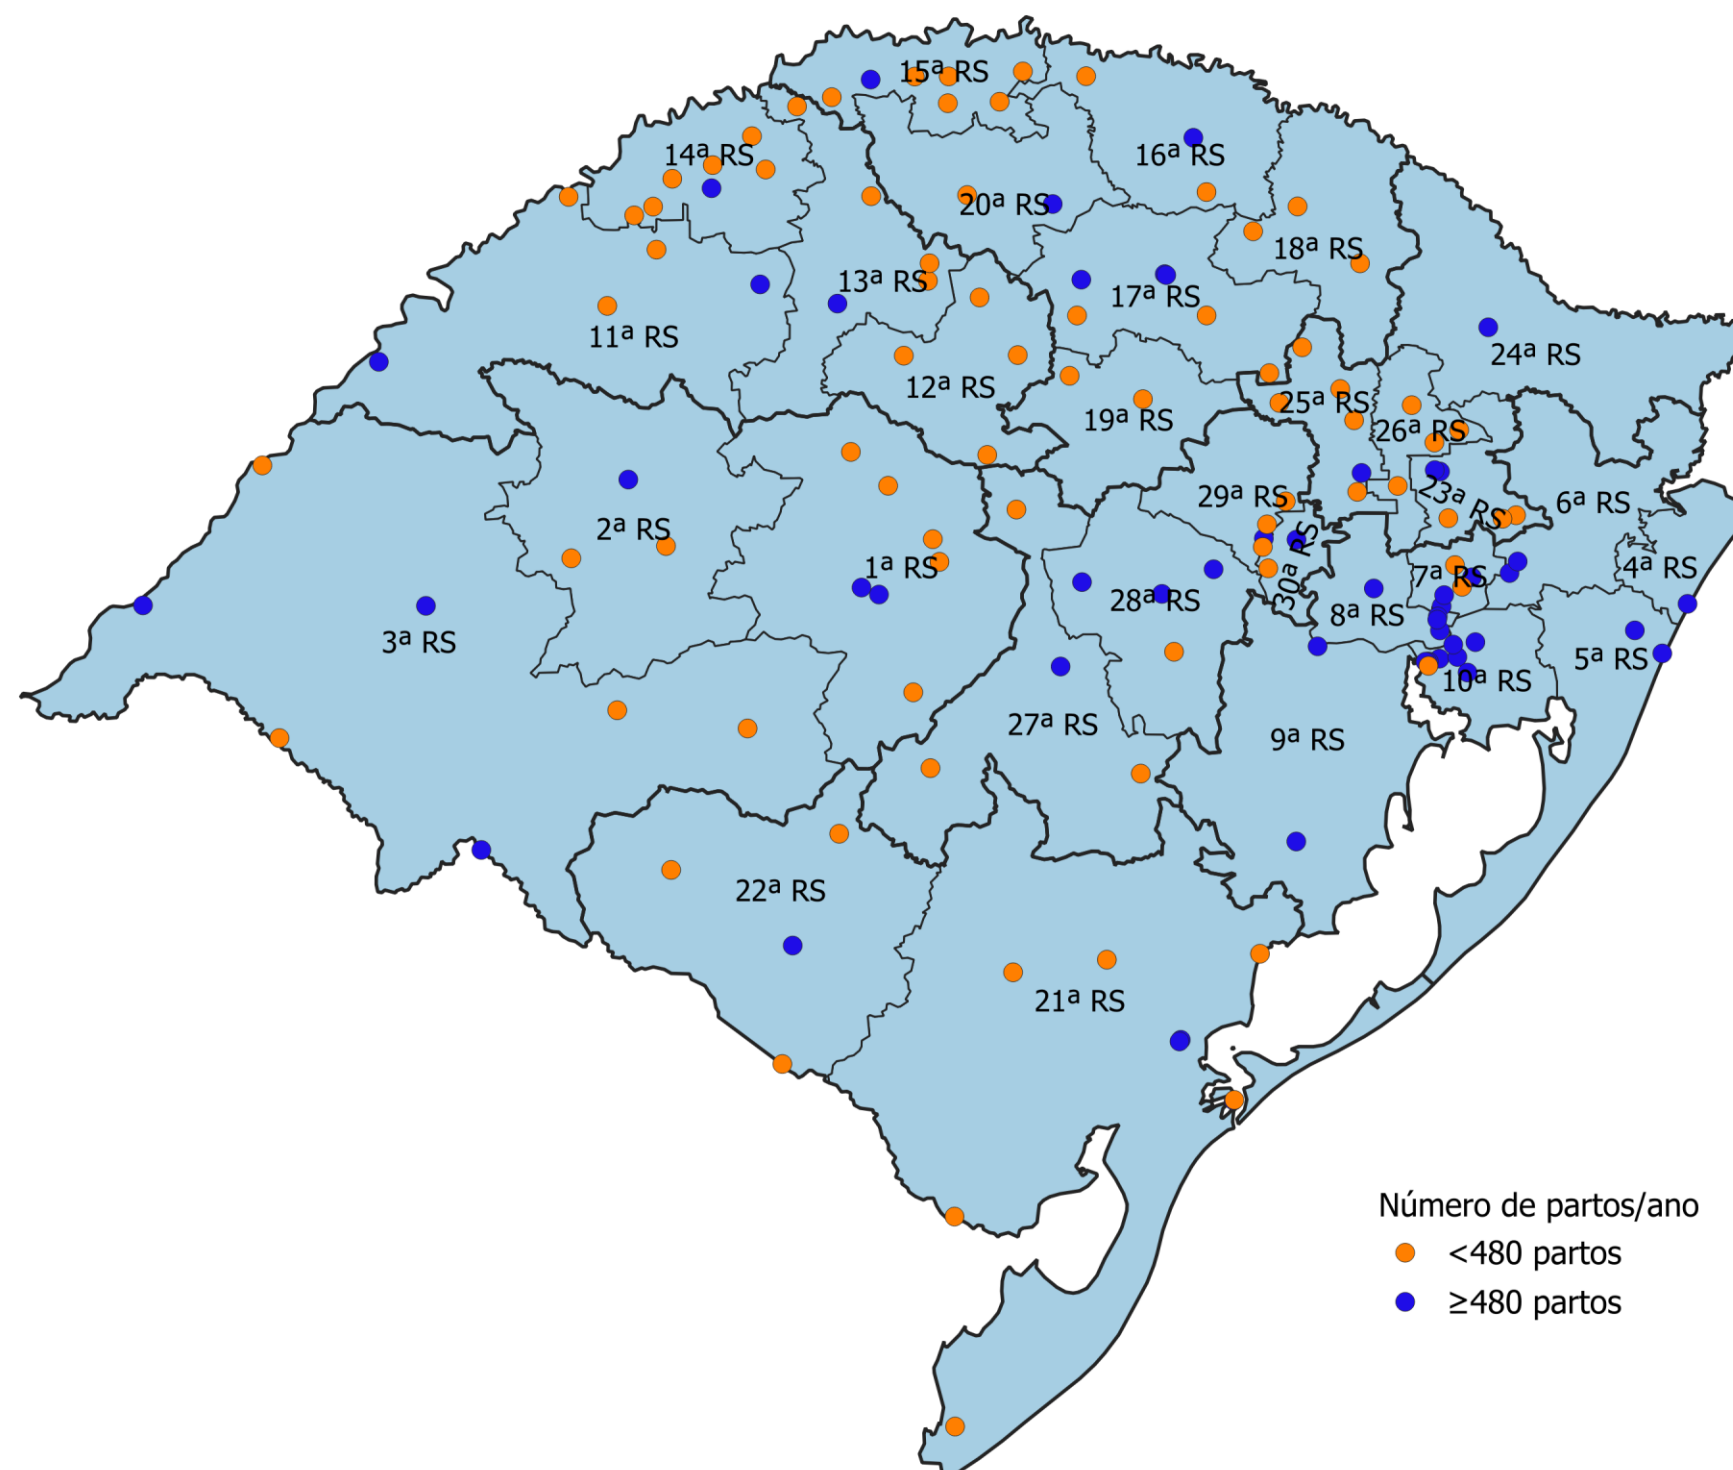 15ª RS
14ª RS
16ª RS
20ª RS
18ª RS
13ª RS
17ª RS
11ª RS
24ª RS
12ª RS
19ª RS
25ª RS
26ª RS
29ª RS
23ª RS
6ª RS
2ª RS
1ª RS
30ª RS
4ª RS
7ª RS
28ª RS
8ª RS
3ª RS
5ª RS
10ª RS
27ª RS
9ª RS
22ª RS
21ª RS
Número de partos/ano
<480 partos
≥480 partos